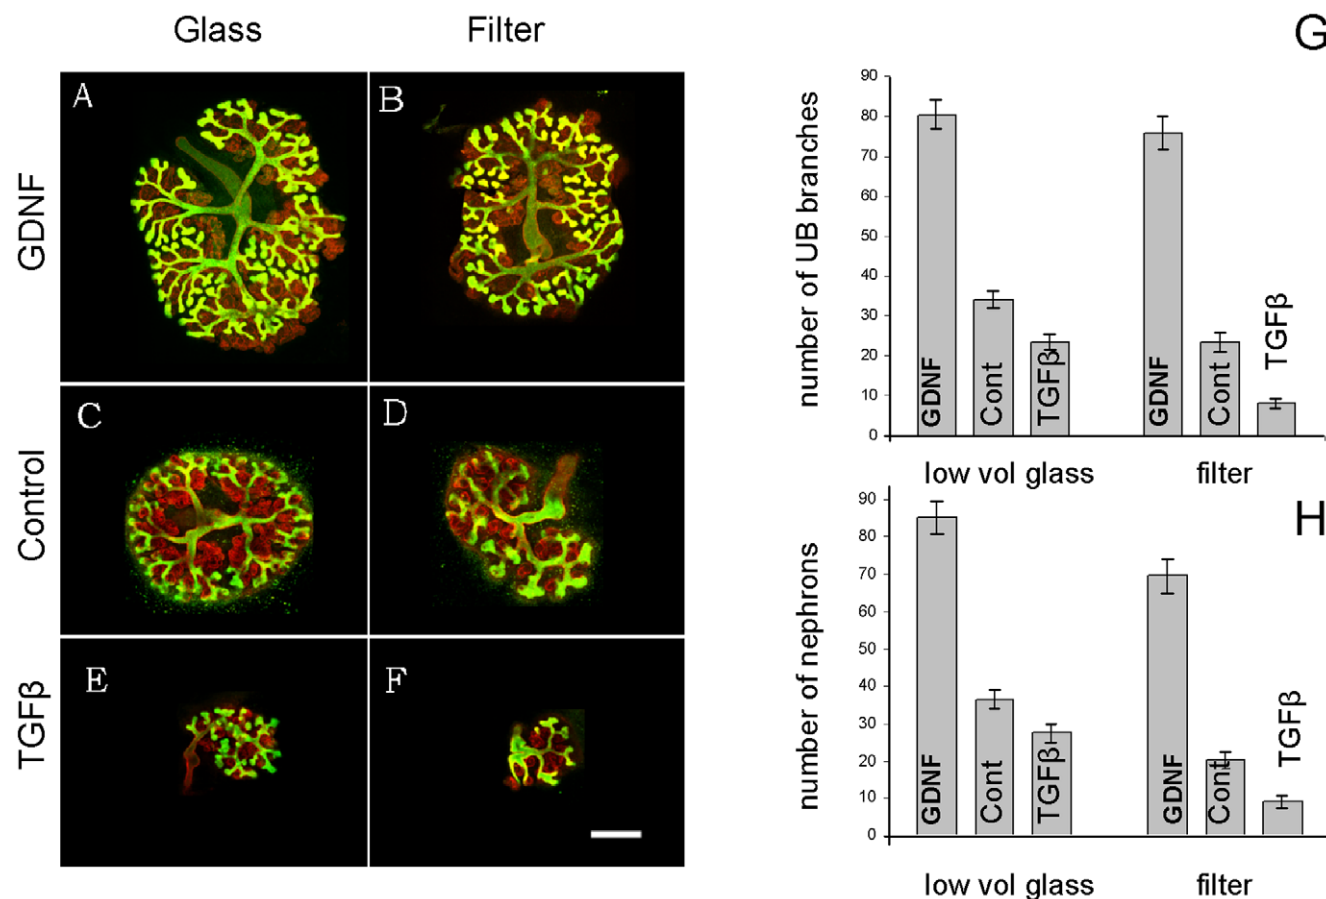 Glass Filter
GDNF
Control
TGFβ
A
B
C
D
E
F
G
number of UB branches
90
80
70
60
50
40
30
20
10
0
GDNF
Cont
TGFβ
GDNF
Cont
TGFβ
low vol glass filter
H
number of nephrons
90
80
70
60
50
40
30
20
10
0
GDNF
Cont
TGFβ
GDNF
Cont
TGFβ
low vol glass filter